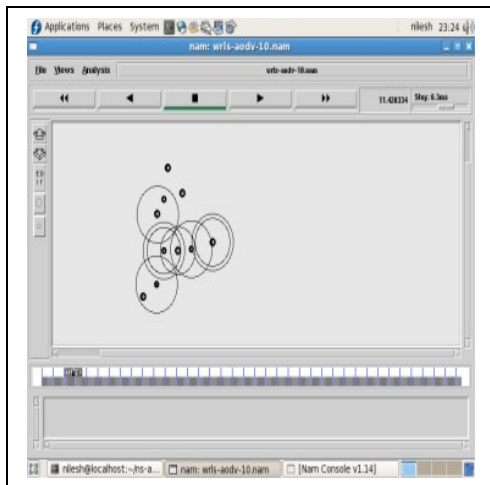 Applications Places System nilesh 23:24
nam: wrls-aodv-10.nam
File Views Analysis wrls-aodv-10.nam
11.428334 Step: 6.3ms
nilesh@localhost:~/ns-a... nam: wrls-aodv-10.nam [Nam Console v1.14]